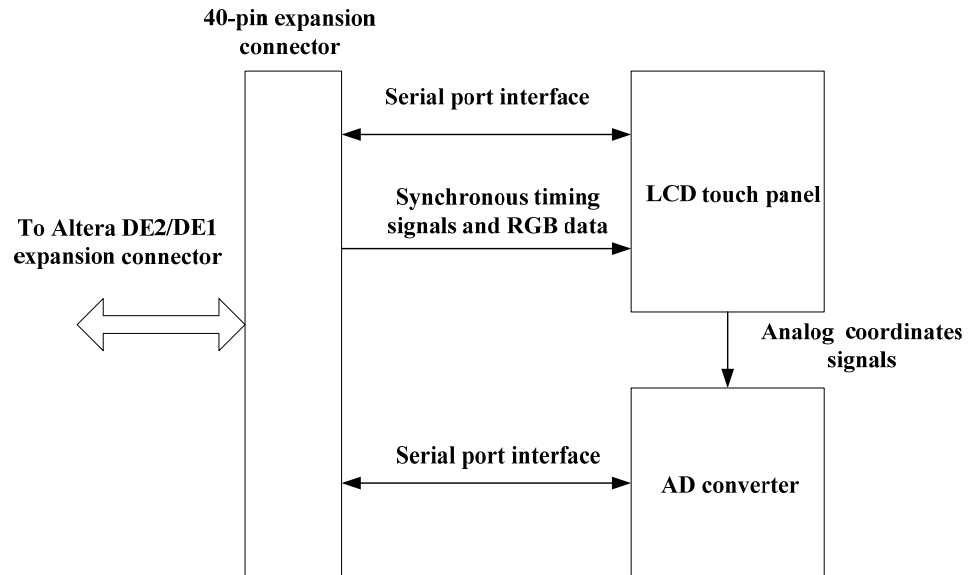 40-pin expansion
connector
Serial port interface
LCD touch panel
Synchronous timing
signals and RGB data
To Altera DE2/DE1
expansion connector
Analog coordinates
signals
Serial port interface
AD converter